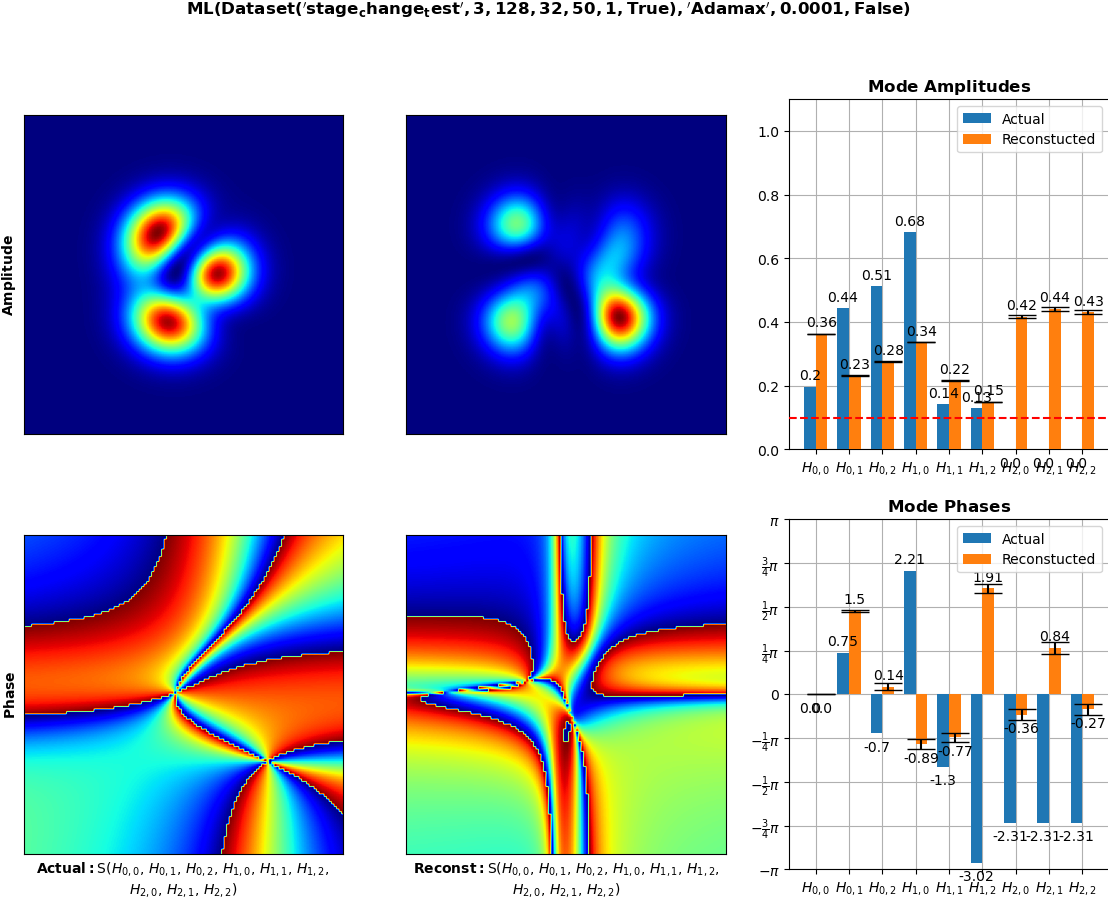 ML(Dataset('stage_change_test', 3, 128, 32, 50, 1, True), 'Adamax', 0.0001, False)
Amplitude
Mode Amplitudes
Actual
Reconstucted
1.0
0.8
0.6
0.4
0.2
0.0
0.2
0.36
0.44
0.23
0.51
0.28
0.68
0.34
0.14
0.22
0.13
0.15
0.0
0.42
0.0
0.44
0.0
0.43
H0,0 H0,1 H0,2 H1,0 H1,1 H1,2 H2,0 H2,1 H2,2
Phase
Actual: S(H0,0, H0,1, H0,2, H1,0, H1,1, H1,2,
H2,0, H2,1, H2,2)
Reconst: S(H0,0, H0,1, H0,2, H1,0, H1,1, H1,2,
H2,0, H2,1, H2,2)
Mode Phases
Actual
Reconstucted
π
3/4π
1/2π
1/4π
0
−1/4π
−1/2π
−3/4π
−π
0.0
0.0
0.75
1.5
-0.7
0.14
2.21
-0.89
-1.3
-0.77
-3.02
1.91
-2.31
-0.36
-2.31
0.84
-2.31
-0.27
H0,0 H0,1 H0,2 H1,0 H1,1 H1,2 H2,0 H2,1 H2,2